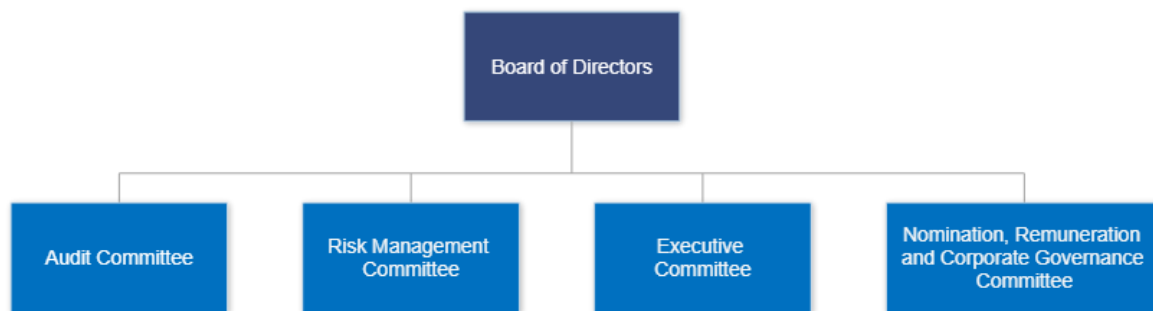 Board of Directors
Audit Committee
Risk Management
Committee
Executive
Committee
Nomination, Remuneration
and Corporate Governance
Committee